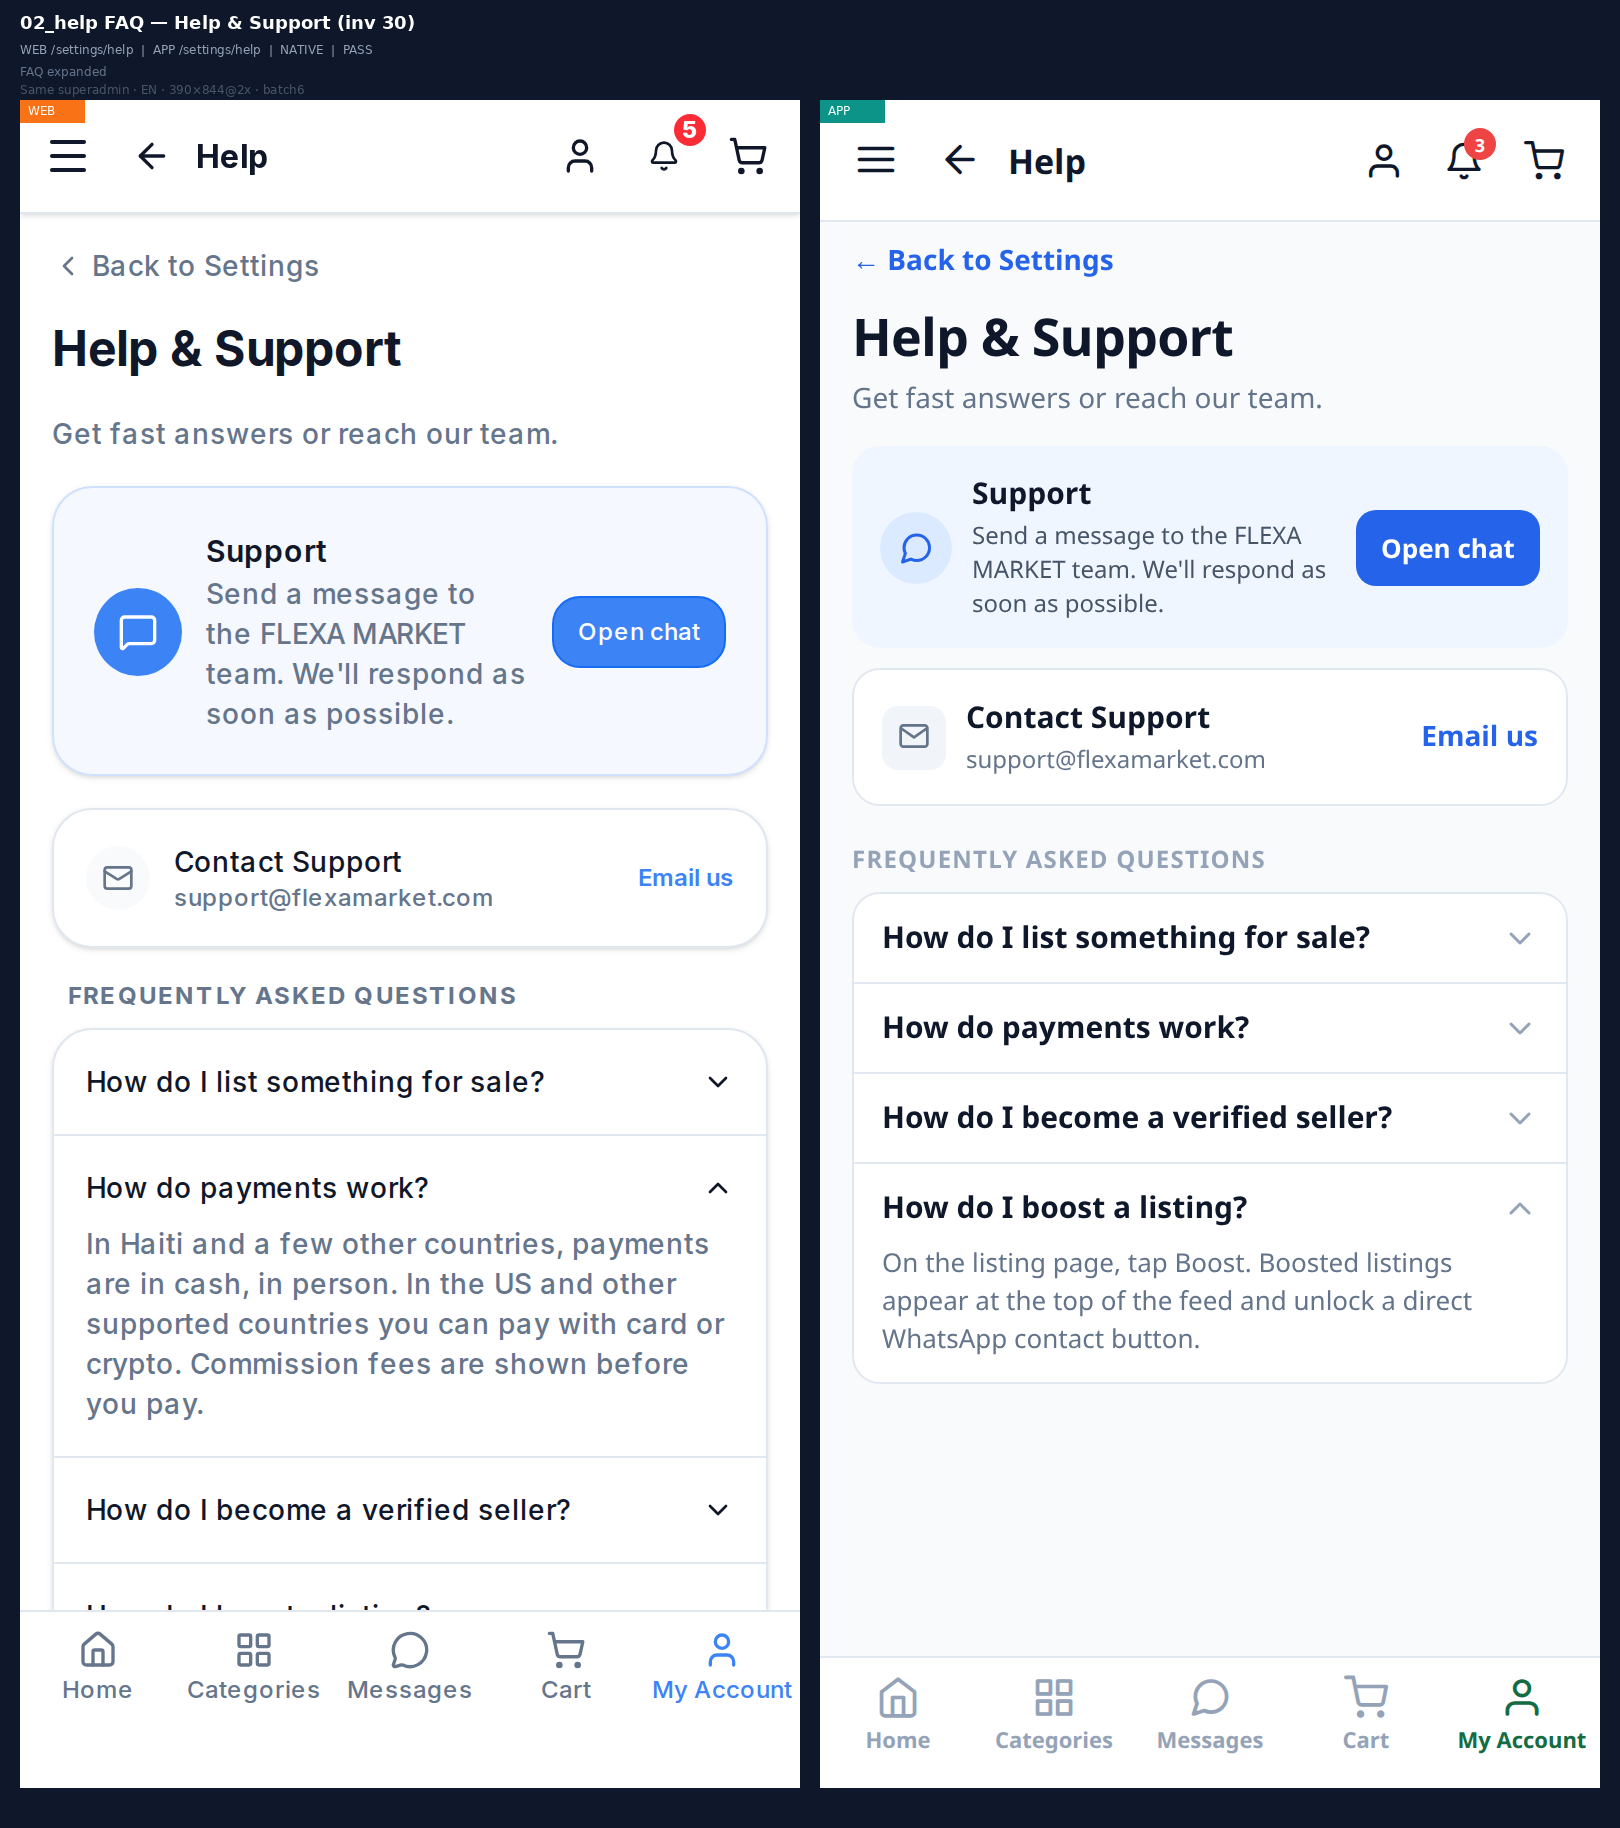 02_help FAQ — Help & Support (inv 30)
WEB /settings/help | APP /settings/help | NATIVE | PASS
FAQ expanded
Same superadmin · EN · 390×844@2x · batch6
WEB
Help
5
Back to Settings
Help & Support
Get fast answers or reach our team.
Support
Send a message to
the FLEXA MARKET
team. We'll respond as
soon as possible.
Open chat
Contact Support
support@flexamarket.com
Email us
FREQUENTLY ASKED QUESTIONS
How do I list something for sale?
How do payments work?
In Haiti and a few other countries, payments
are in cash, in person. In the US and other
supported countries you can pay with card or
crypto. Commission fees are shown before
you pay.
How do I become a verified seller?
Home
Categories
Messages
Cart
My Account
APP
Help
3
← Back to Settings
Help & Support
Get fast answers or reach our team.
Support
Send a message to the FLEXA
MARKET team. We'll respond as
soon as possible.
Open chat
Contact Support
support@flexamarket.com
Email us
FREQUENTLY ASKED QUESTIONS
How do I list something for sale?
How do payments work?
How do I become a verified seller?
How do I boost a listing?
On the listing page, tap Boost. Boosted listings
appear at the top of the feed and unlock a direct
WhatsApp contact button.
Home
Categories
Messages
Cart
My Account